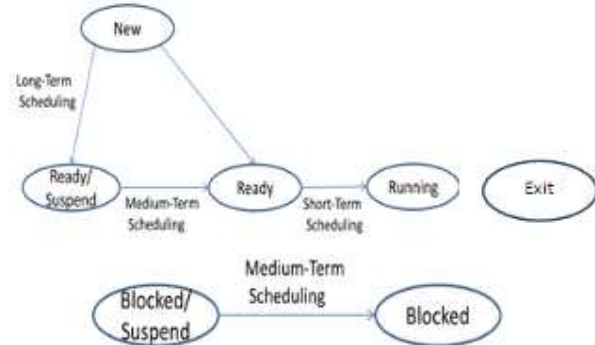 New
Long-Term
Scheduling
Ready/
Suspend
Medium-Term
Scheduling
Ready
Short-Term
Scheduling
Running
Exit
Medium-Term
Scheduling
Blocked/
Suspend
Blocked